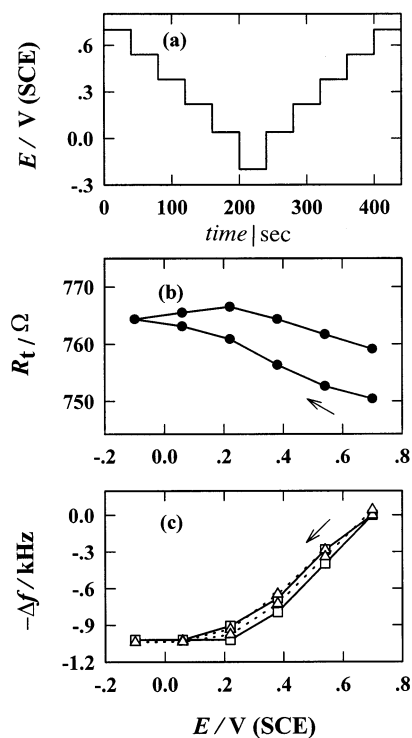 (a)
.6
.3
0.0
-.3
E / V (SCE)
0 100 200 300 400
time|sec
(b)
770
760
750
Rt / Ω
-.2 0.0 .2 .4 .6 .8
(c)
0.0
-.3
-.6
-.9
-1.2
−Δf / kHz
-.2 0.0 .2 .4 .6 .8
E / V (SCE)